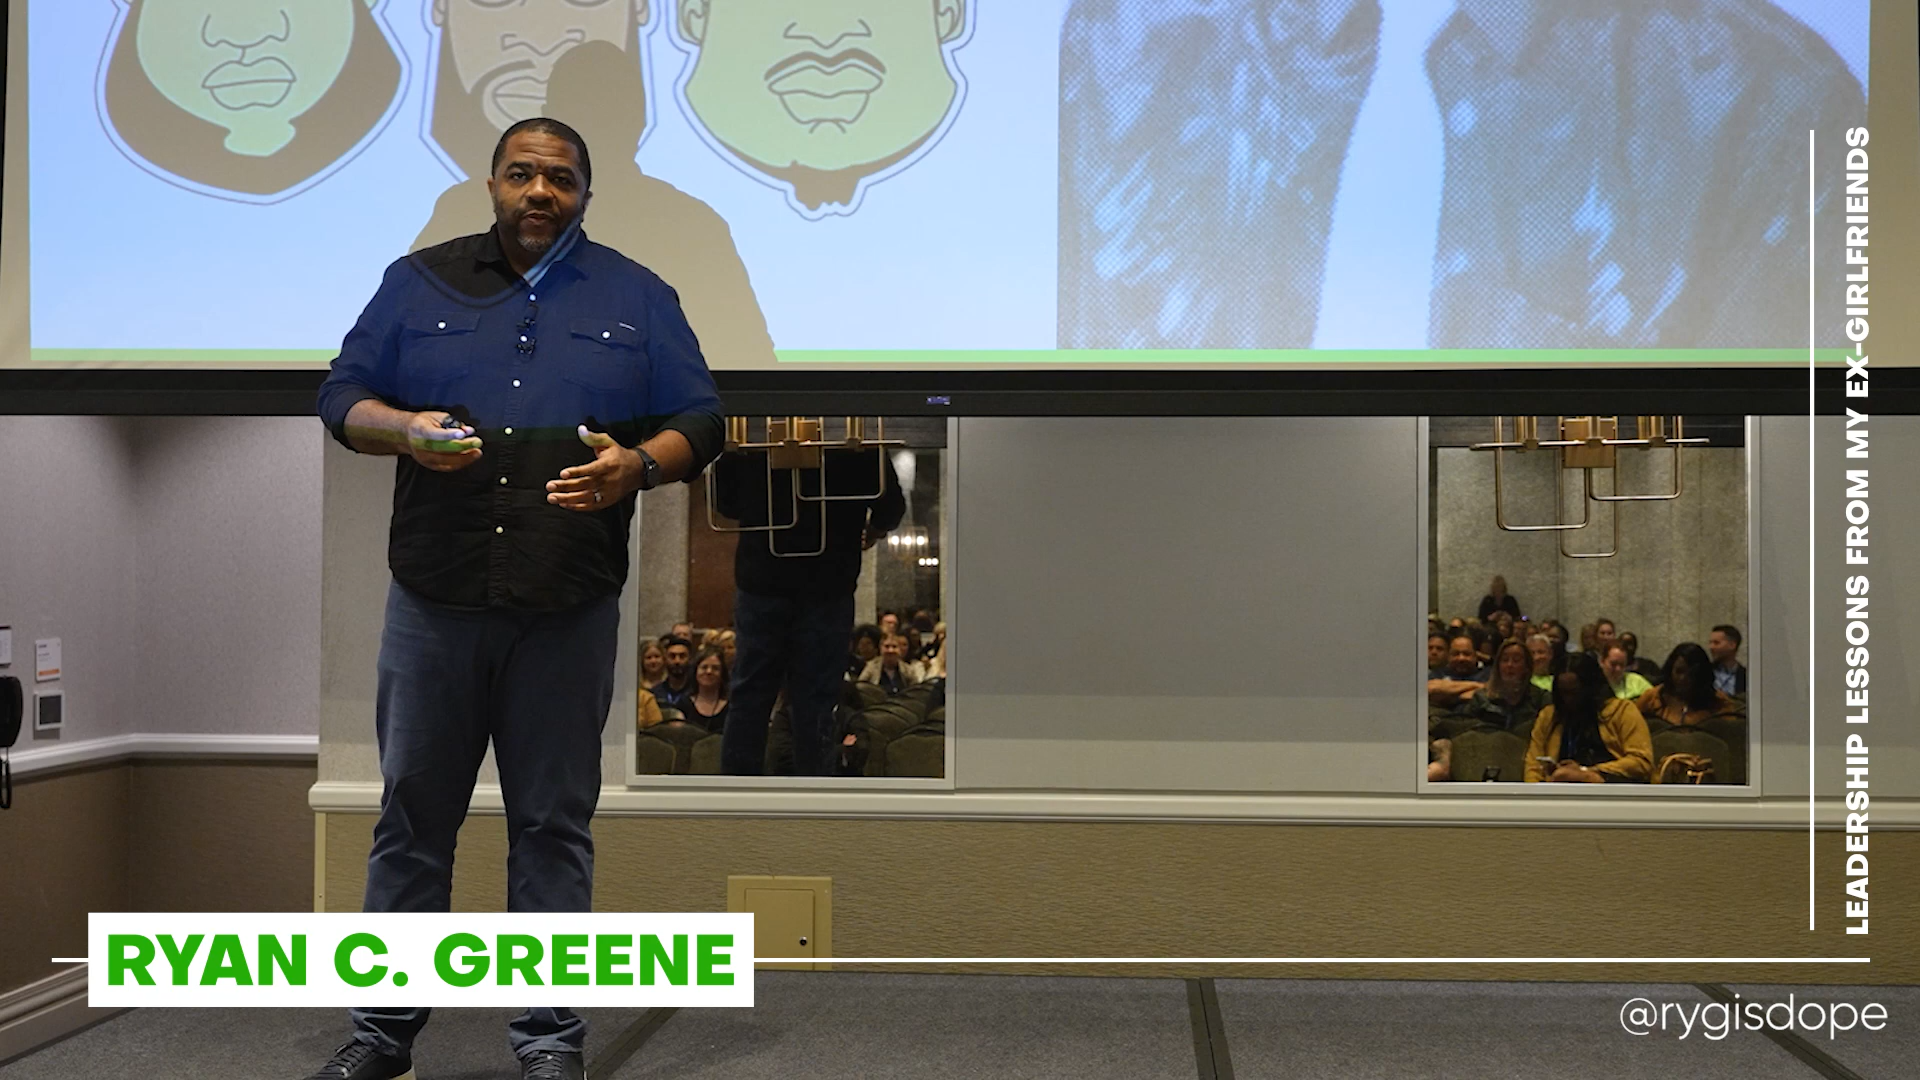 LEADERSHIP LESSONS FROM MY EX-GIRLFRIENDS
RYAN C. GREENE
@rygisdope